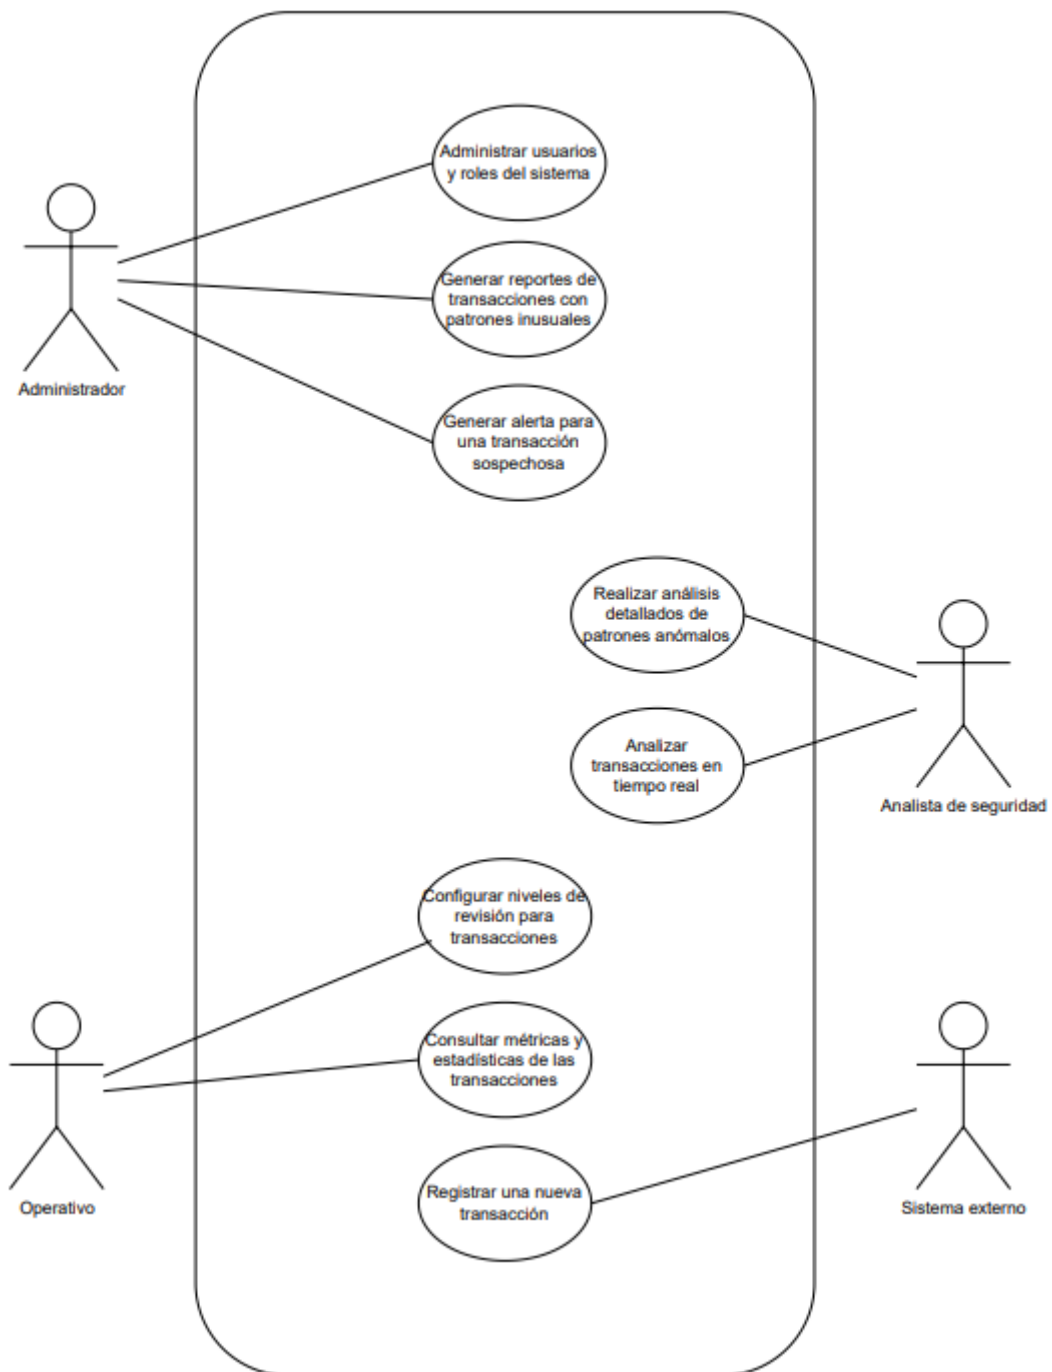 Administrar usuarios
y roles del sistema
Generar reportes de
transacciones con
patrones inusuales
Administrador
Generar alerta para
una transacción
sospechosa
Realizar análisis
detallados de
patrones anómalos
Analizar
transacciones en
tiempo real
Analista de seguridad
Configurar niveles de
revisión para
transacciones
Consultar métricas y
estadísticas de las
transacciones
Registrar una nueva
transacción
Operativo
Sistema externo